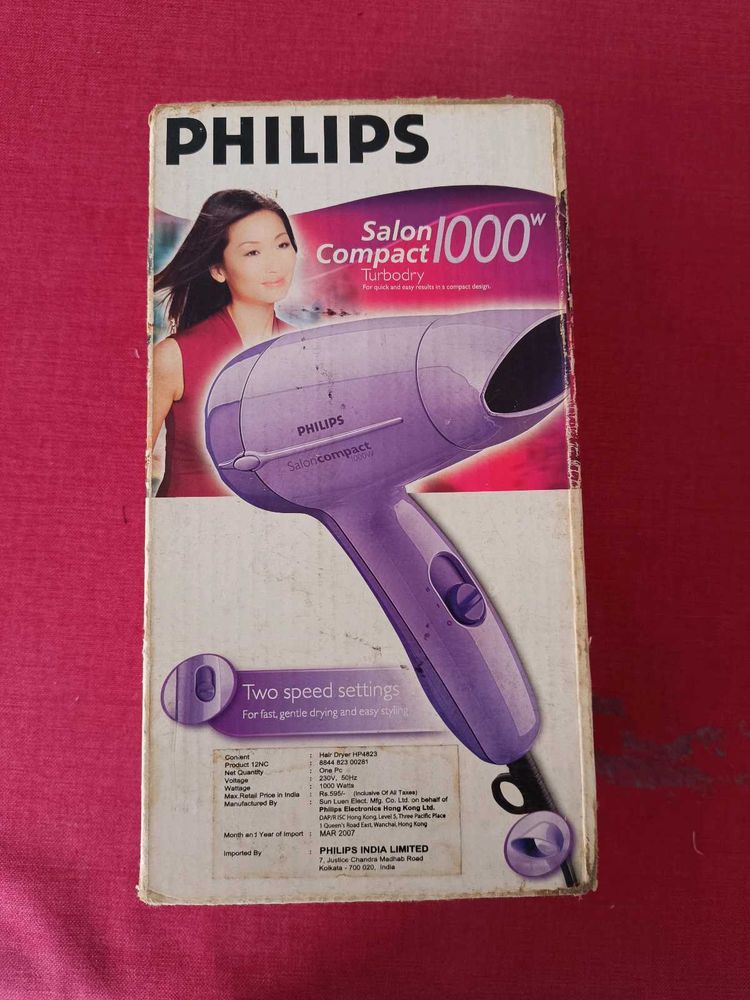 PHILIPS
Salon
Compact 1000W
Turbodry
For quick and easy results in a compact design.
PHILIPS
Saloncompact
1000W
Two speed settings
For fast, gentle drying and easy styling
Content : Hair Dryer HP4823
Product 12NC : 8844 823 00281
Net Quantity : One Pc
Voltage : 230V, 50Hz
Wattage : 1000 Watts
Max.Retail Price in India : Rs.595/- (Inclusive Of All Taxes)
Manufactured By : Sun Luen Elect. Mfg. Co. Ltd. on behalf of
Philips Electronics Hong Kong Ltd.
DAP/R ISC Hong Kong, Level 5, Three Pacific Place
1 Queen's Road East, Wanchai, Hong Kong
Month and Year of Import : MAR 2007
Imported By : PHILIPS INDIA LIMITED
7, Justice Chandra Madhab Road
Kolkata - 700 020, India